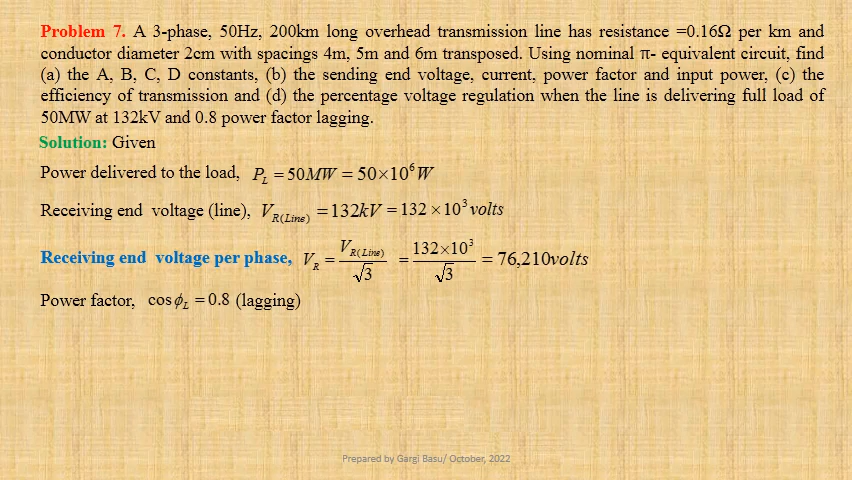 Problem 7. A 3-phase, 50Hz, 200km long overhead transmission line has resistance =0.16Ω per km and
conductor diameter 2cm with spacings 4m, 5m and 6m transposed. Using nominal π- equivalent circuit, find
(a) the A, B, C, D constants, (b) the sending end voltage, current, power factor and input power, (c) the
efficiency of transmission and (d) the percentage voltage regulation when the line is delivering full load of
50MW at 132kV and 0.8 power factor lagging.
Solution: Given
Power delivered to the load, P_L = 50MW = 50×10⁶ W
Receiving end voltage (line), V_R(Line) = 132kV = 132 × 10³ volts
Receiving end voltage per phase, V_R = V_R(Line) / √3 = 132×10³ / √3 = 76,210volts
Power factor, cos ϕ_L = 0.8 (lagging)
Prepared by Gargi Basu/ October, 2022